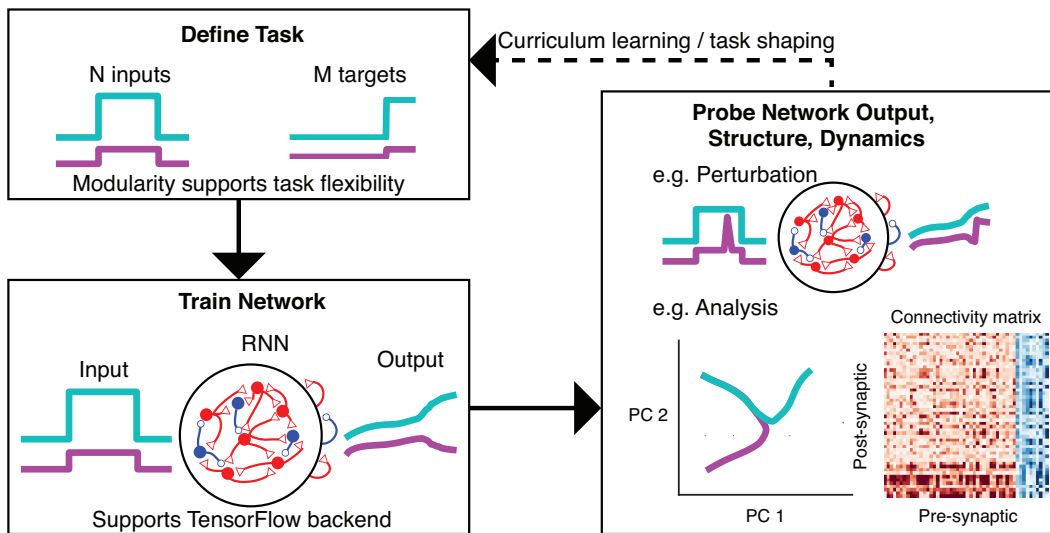 Define Task
N inputs
M targets
Modularity supports task flexibility
Curriculum learning / task shaping
Train Network
RNN
Input
Output
Supports TensorFlow backend
Probe Network Output,
Structure, Dynamics
e.g. Perturbation
e.g. Analysis
Connectivity matrix
PC 2
Post-synaptic
PC 1
Pre-synaptic